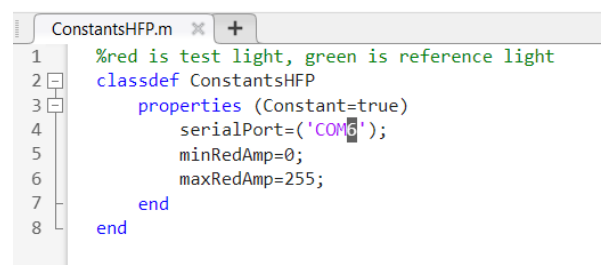 ConstantsHFP.m × +
1 %red is test light, green is reference light
2 classdef ConstantsHFP
3 properties (Constant=true)
4 serialPort=('COM6');
5 minRedAmp=0;
6 maxRedAmp=255;
7 end
8 end